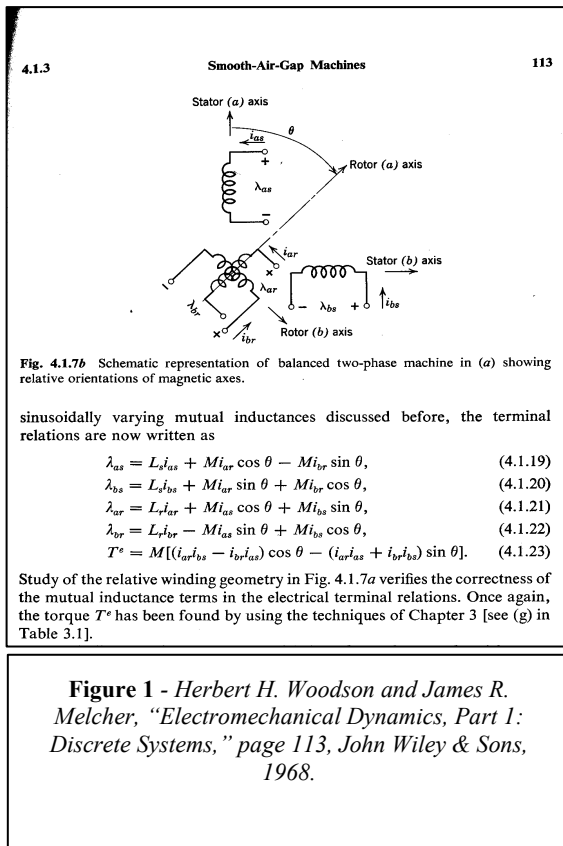 4.1.3 Smooth-Air-Gap Machines 113
Stator (a) axis
θ
i_as
+
Rotor (a) axis
λ_as
−
i_ar
Stator (b) axis
×
λ_ar
− λ_bs +
i_bs
λ_br
×
i_br
Rotor (b) axis
Fig. 4.1.7b Schematic representation of balanced two-phase machine in (a) showing
relative orientations of magnetic axes.
sinusoidally varying mutual inductances discussed before, the terminal
relations are now written as
λ_as = L_s i_as + M i_ar cos θ − M i_br sin θ, (4.1.19)
λ_bs = L_s i_bs + M i_ar sin θ + M i_br cos θ, (4.1.20)
λ_ar = L_r i_ar + M i_as cos θ + M i_bs sin θ, (4.1.21)
λ_br = L_r i_br − M i_as sin θ + M i_bs cos θ, (4.1.22)
T^e = M[(i_ar i_bs − i_br i_as) cos θ − (i_ar i_as + i_br i_bs) sin θ]. (4.1.23)
Study of the relative winding geometry in Fig. 4.1.7a verifies the correctness of
the mutual inductance terms in the electrical terminal relations. Once again,
the torque T^e has been found by using the techniques of Chapter 3 [see (g) in
Table 3.1].
Figure 1 - Herbert H. Woodson and James R.
Melcher, “Electromechanical Dynamics, Part 1:
Discrete Systems,” page 113, John Wiley & Sons,
1968.